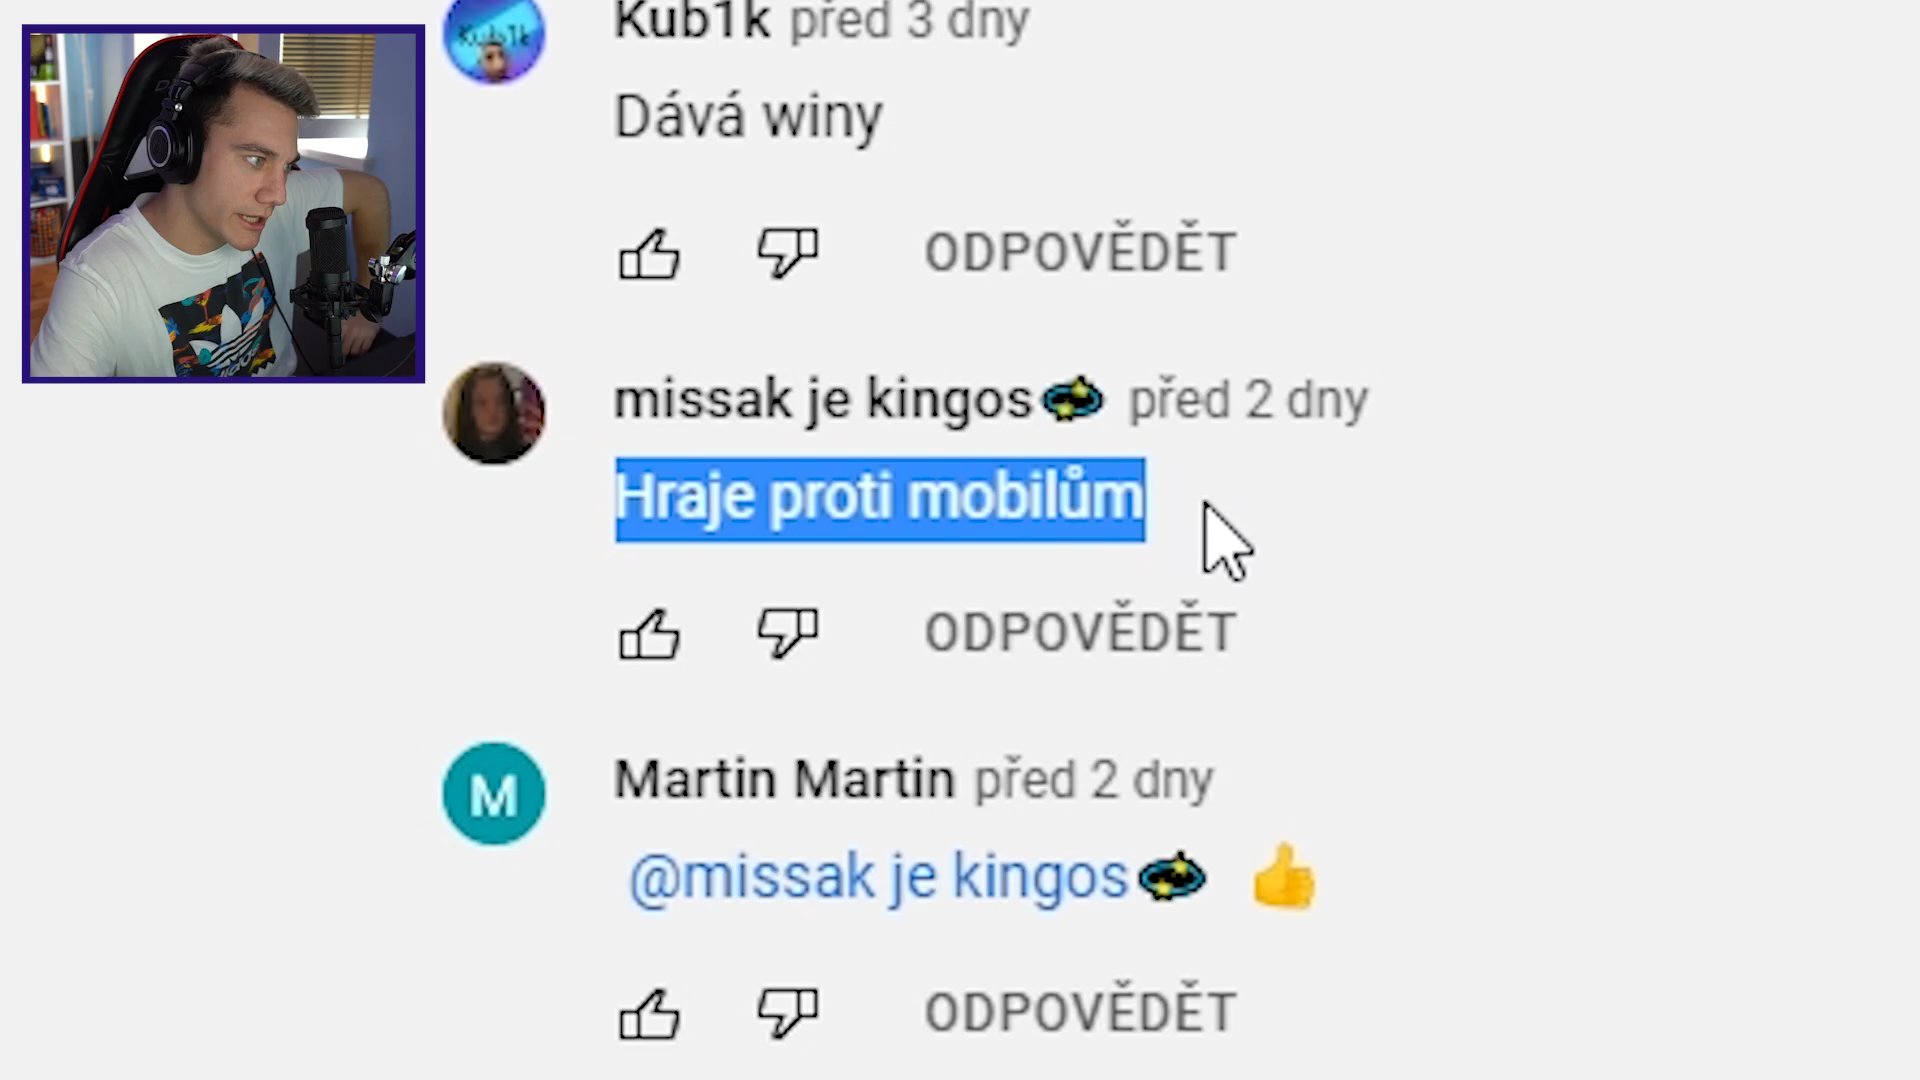 Kub1k před 3 dny
Dává winy
ODPOVĚDĚT
missak je kingos před 2 dny
Hraje proti mobilům
ODPOVĚDĚT
M
Martin Martin před 2 dny
@missak je kingos
ODPOVĚDĚT